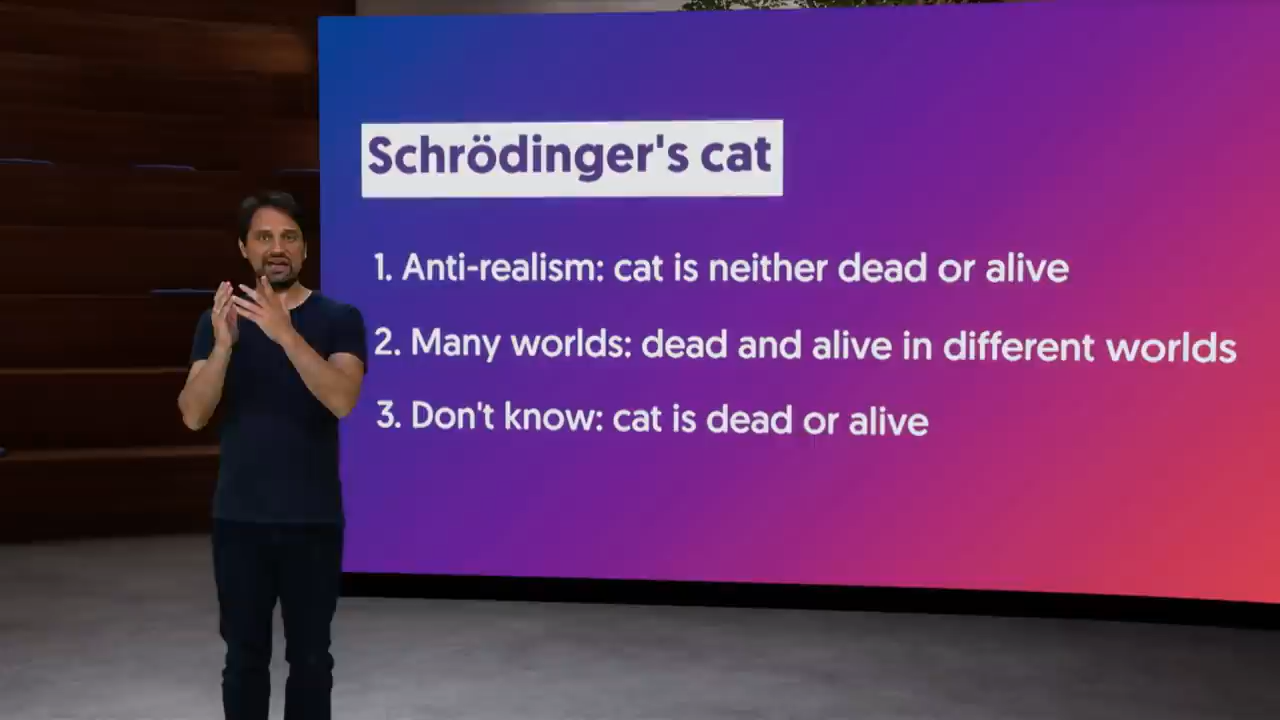 Schrödinger's cat
1. Anti-realism: cat is neither dead or alive
2. Many worlds: dead and alive in different worlds
3. Don't know: cat is dead or alive